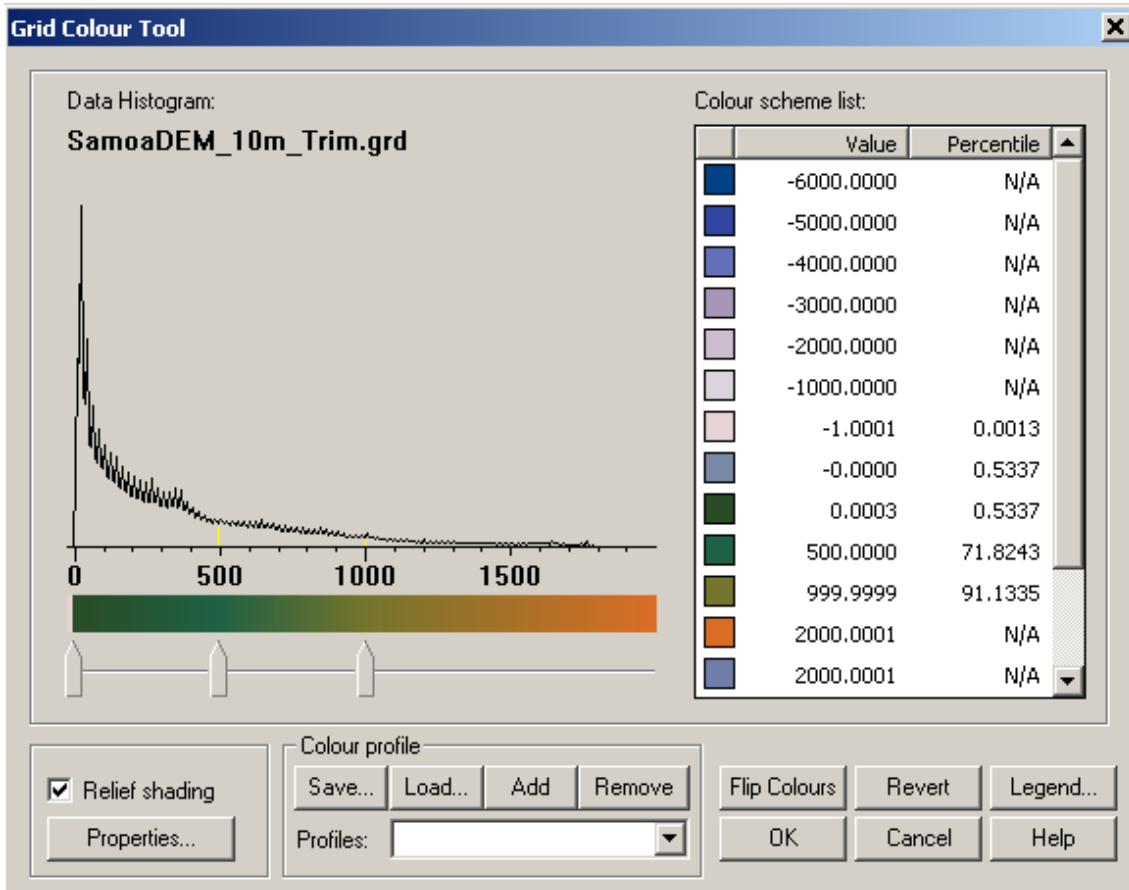 Grid Colour Tool
Data Histogram:
SamoaDEM_10m_Trim.grd
0 500 1000 1500
Colour scheme list:
Value Percentile
-6000.0000 N/A
-5000.0000 N/A
-4000.0000 N/A
-3000.0000 N/A
-2000.0000 N/A
-1000.0000 N/A
-1.0001 0.0013
-0.0000 0.5337
0.0003 0.5337
500.0000 71.8243
999.9999 91.1335
2000.0001 N/A
2000.0001 N/A
Relief shading
Properties...
Colour profile
Save... Load... Add Remove
Profiles:
Flip Colours Revert Legend...
OK Cancel Help